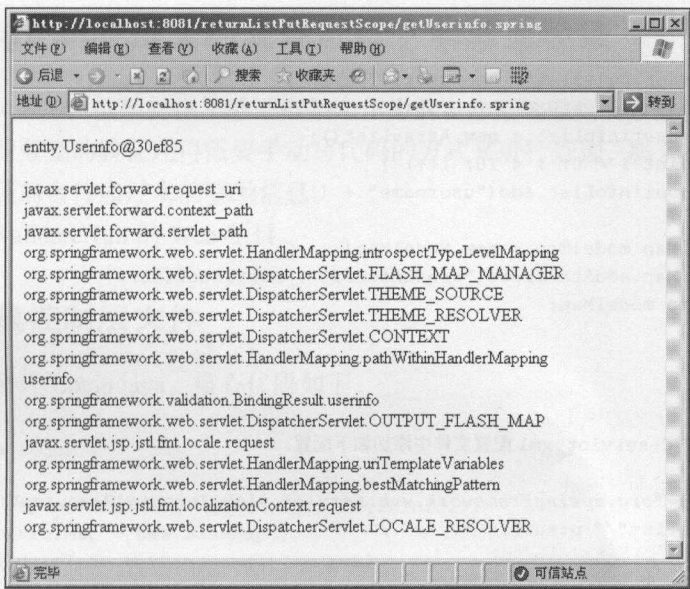 http://localhost:8081/returnListPutRequestScope/getUserinfo.spring
文件(F) 编辑(E) 查看(V) 收藏(A) 工具(T) 帮助(H)
后退 搜索 收藏夹
地址(D) http://localhost:8081/returnListPutRequestScope/getUserinfo.spring 转到
entity.Userinfo@30ef85
javax.servlet.forward.request_uri
javax.servlet.forward.context_path
javax.servlet.forward.servlet_path
org.springframework.web.servlet.HandlerMapping.introspectTypeLevelMapping
org.springframework.web.servlet.DispatcherServlet.FLASH_MAP_MANAGER
org.springframework.web.servlet.DispatcherServlet.THEME_SOURCE
org.springframework.web.servlet.DispatcherServlet.THEME_RESOLVER
org.springframework.web.servlet.DispatcherServlet.CONTEXT
org.springframework.web.servlet.HandlerMapping.pathWithinHandlerMapping
userinfo
org.springframework.validation.BindingResult.userinfo
org.springframework.web.servlet.DispatcherServlet.OUTPUT_FLASH_MAP
javax.servlet.jsp.jstl.fmt.locale.request
org.springframework.web.servlet.HandlerMapping.uriTemplateVariables
org.springframework.web.servlet.HandlerMapping.bestMatchingPattern
javax.servlet.jsp.jstl.fmt.localizationContext.request
org.springframework.web.servlet.DispatcherServlet.LOCALE_RESOLVER
完毕 可信站点